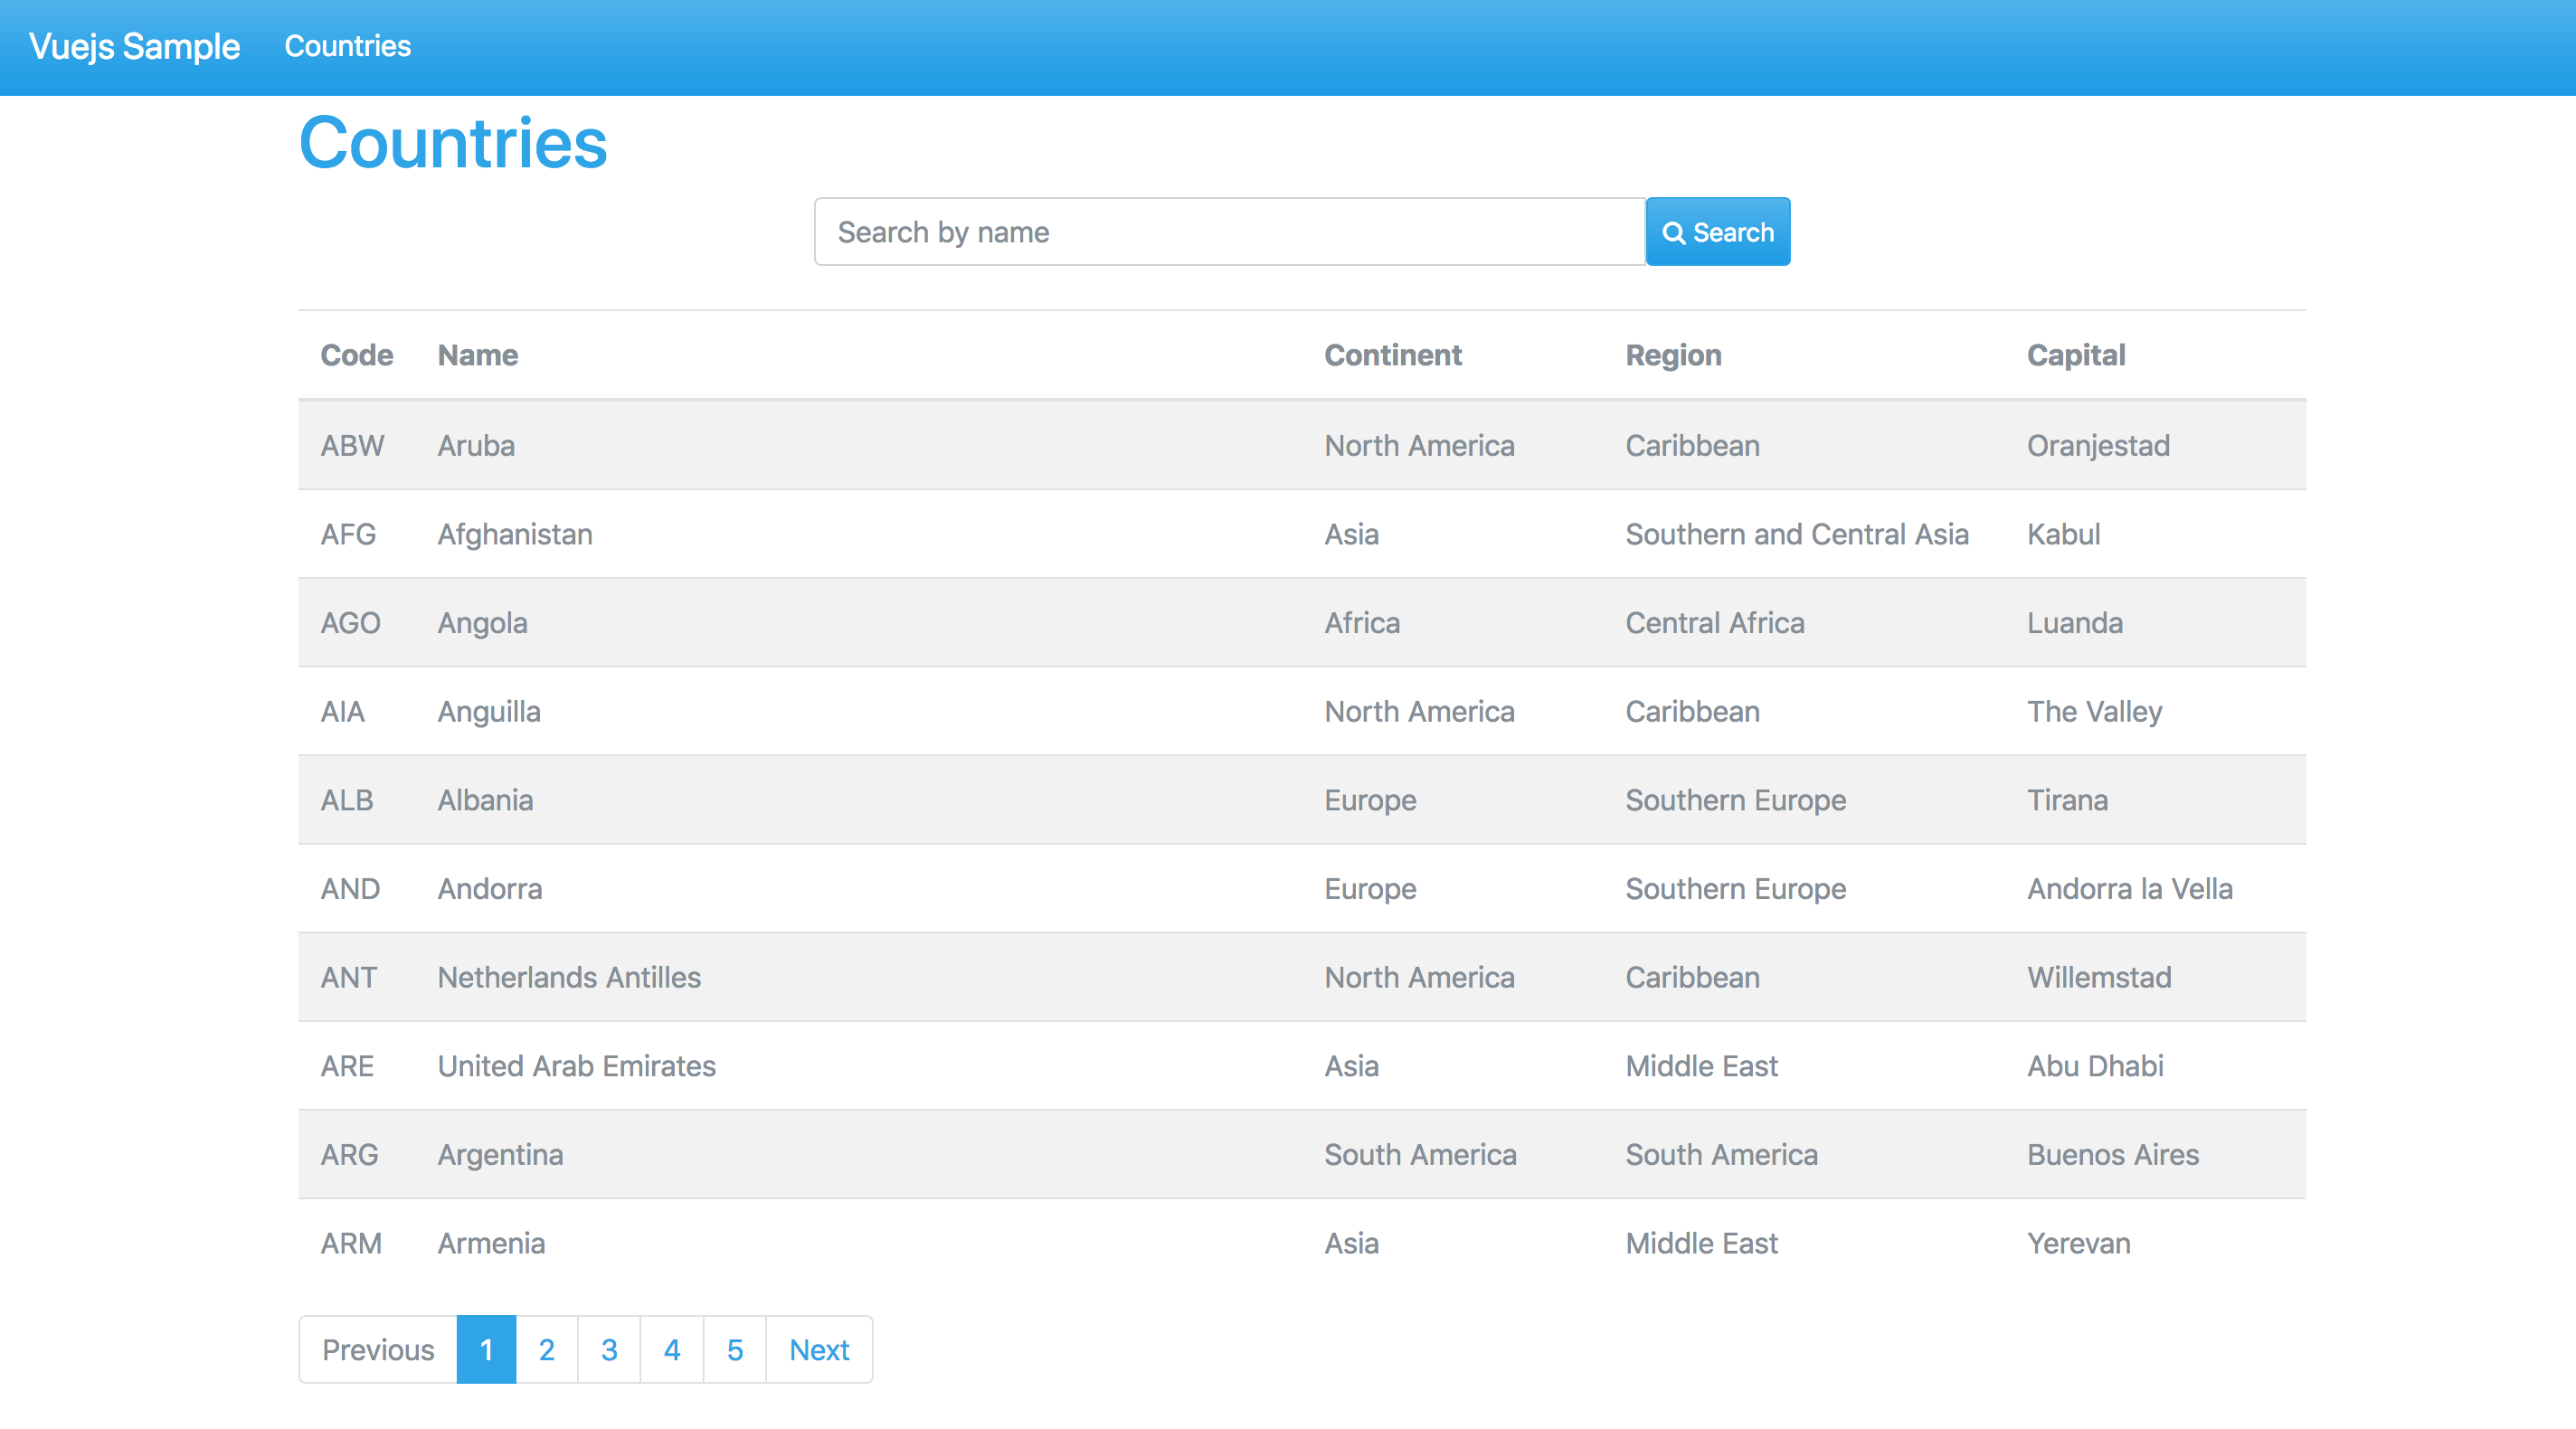 Vuejs Sample Countries
Countries
Search by name Search
Code Name Continent Region Capital
ABW Aruba North America Caribbean Oranjestad
AFG Afghanistan Asia Southern and Central Asia Kabul
AGO Angola Africa Central Africa Luanda
AIA Anguilla North America Caribbean The Valley
ALB Albania Europe Southern Europe Tirana
AND Andorra Europe Southern Europe Andorra la Vella
ANT Netherlands Antilles North America Caribbean Willemstad
ARE United Arab Emirates Asia Middle East Abu Dhabi
ARG Argentina South America South America Buenos Aires
ARM Armenia Asia Middle East Yerevan
Previous 1 2 3 4 5 Next